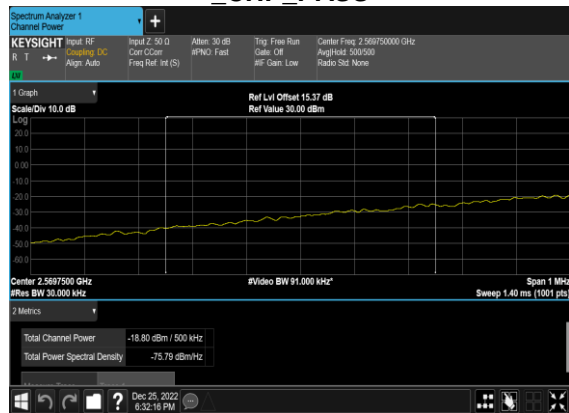 Spectrum Analyzer 1
Channel Power
+
KEYSIGHT
R T
LXI
Input: RF
Coupling: DC
Align: Auto
Input Z: 50 Ω
Corr CCorr
Freq Ref: Int (S)
Atten: 30 dB
#PNO: Fast
Trig: Free Run
Gate: Off
#IF Gain: Low
Center Freq: 2.569750000 GHz
Avg|Hold: 500/500
Radio Std: None
1 Graph
Scale/Div 10.0 dB
Ref Lvl Offset 15.37 dB
Ref Value 30.00 dBm
Log
20.0
10.0
0.00
-10.0
-20.0
-30.0
-40.0
-50.0
-60.0
Center 2.5697500 GHz
#Res BW 30.000 kHz
#Video BW 91.000 kHz*
Span 1 MHz
Sweep 1.40 ms (1001 pts)
2 Metrics
Total Channel Power -18.80 dBm / 500 kHz
Total Power Spectral Density -75.79 dBm/Hz
?
Dec 25, 2022
6:32:16 PM